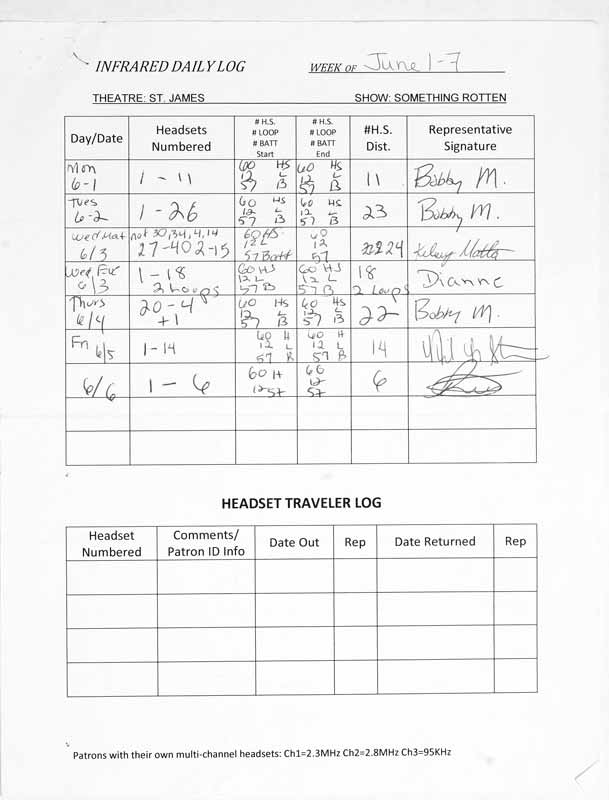 INFRARED DAILY LOG WEEK OF June 1-7
THEATRE: ST. JAMES SHOW: SOMETHING ROTTEN
Day/Date Headsets Numbered # H.S. # LOOP # BATT Start # H.S. # LOOP # BATT End #H.S. Dist. Representative Signature
Mon 6-1 1 - 11 60 HS 12 L 57 B 60 HS 12 L 57 B 11 Bobby M.
Tues 6-2 1 - 26 60 HS 12 L 57 B 60 HS 12 L 57 B 23 Bobby M.
Wed Mat 6/3 not 30, 34, 4, 14 27-40 2-15 60 HS 12 L 57 Batt 60 12 57 24
Wed, Eve 6/3 1 - 18 2 Loops 60 HS 12 L 57 B 60 HS 12 L 57 B 18 2 Loops Dianne
Thurs 6/4 20 - 4 +1 60 HS 12 L 57 B 60 HS 12 L 57 B 22 Bobby M.
Fri 6/5 1-14 60 H 12 L 57 B 60 H 12 L 57 B 14
6/6 1 - 6 60 H 12 57 60 12 57 6
HEADSET TRAVELER LOG
Headset Numbered Comments/ Patron ID Info Date Out Rep Date Returned Rep
Patrons with their own multi-channel headsets: Ch1=2.3MHz Ch2=2.8MHz Ch3=95KHz